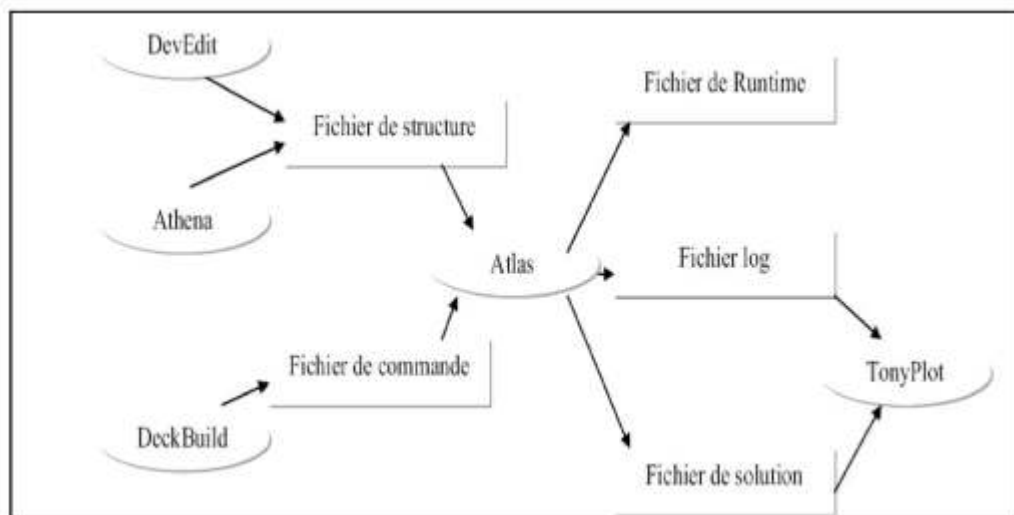 DevEdit
Fichier de Runtime
Fichier de structure
Athena
Atlas
Fichier log
Fichier de commande
TonyPlot
DeckBuild
Fichier de solution